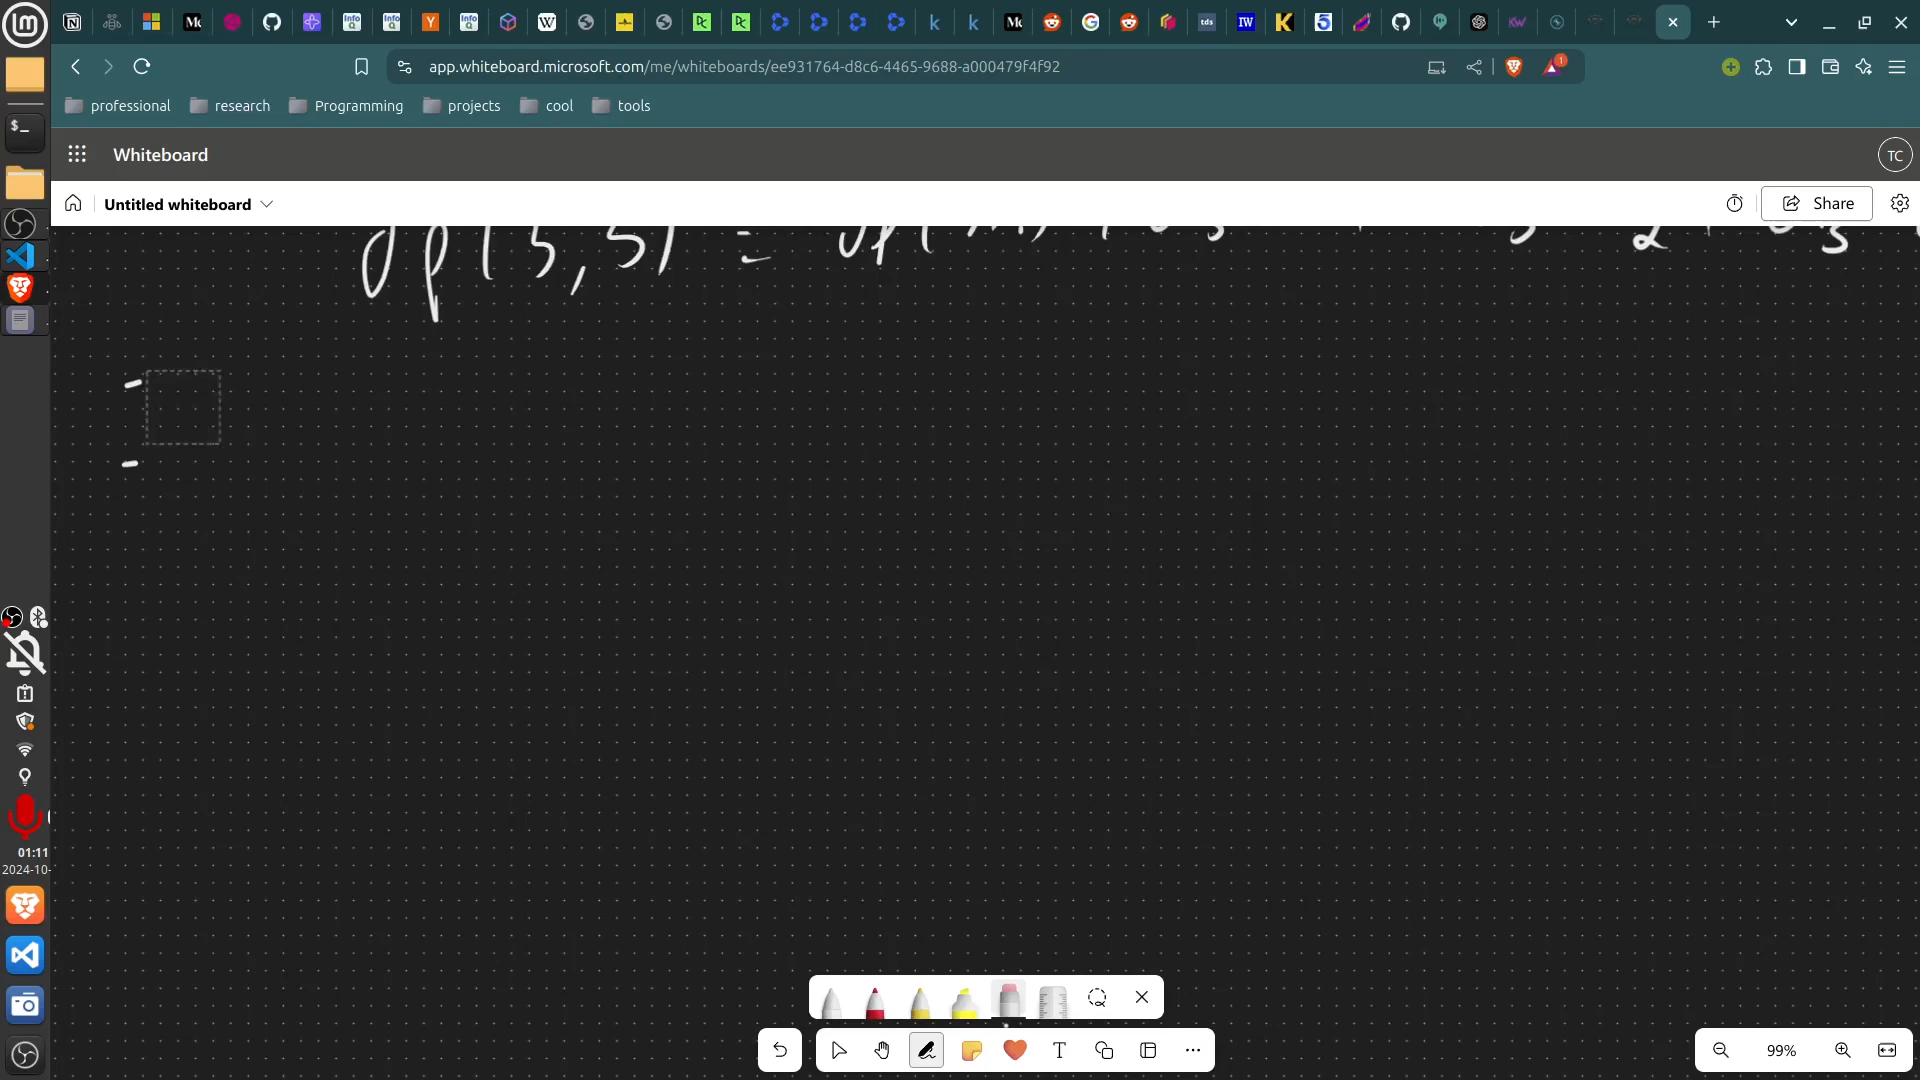 app.whiteboard.microsoft.com/me/whiteboards/ee931764-d8c6-4465-9688-a000479f4f92
professional research Programming projects cool tools
Whiteboard
TC
Untitled whiteboard
Share
dp(5,5) =
01:11
2024-10-
99%